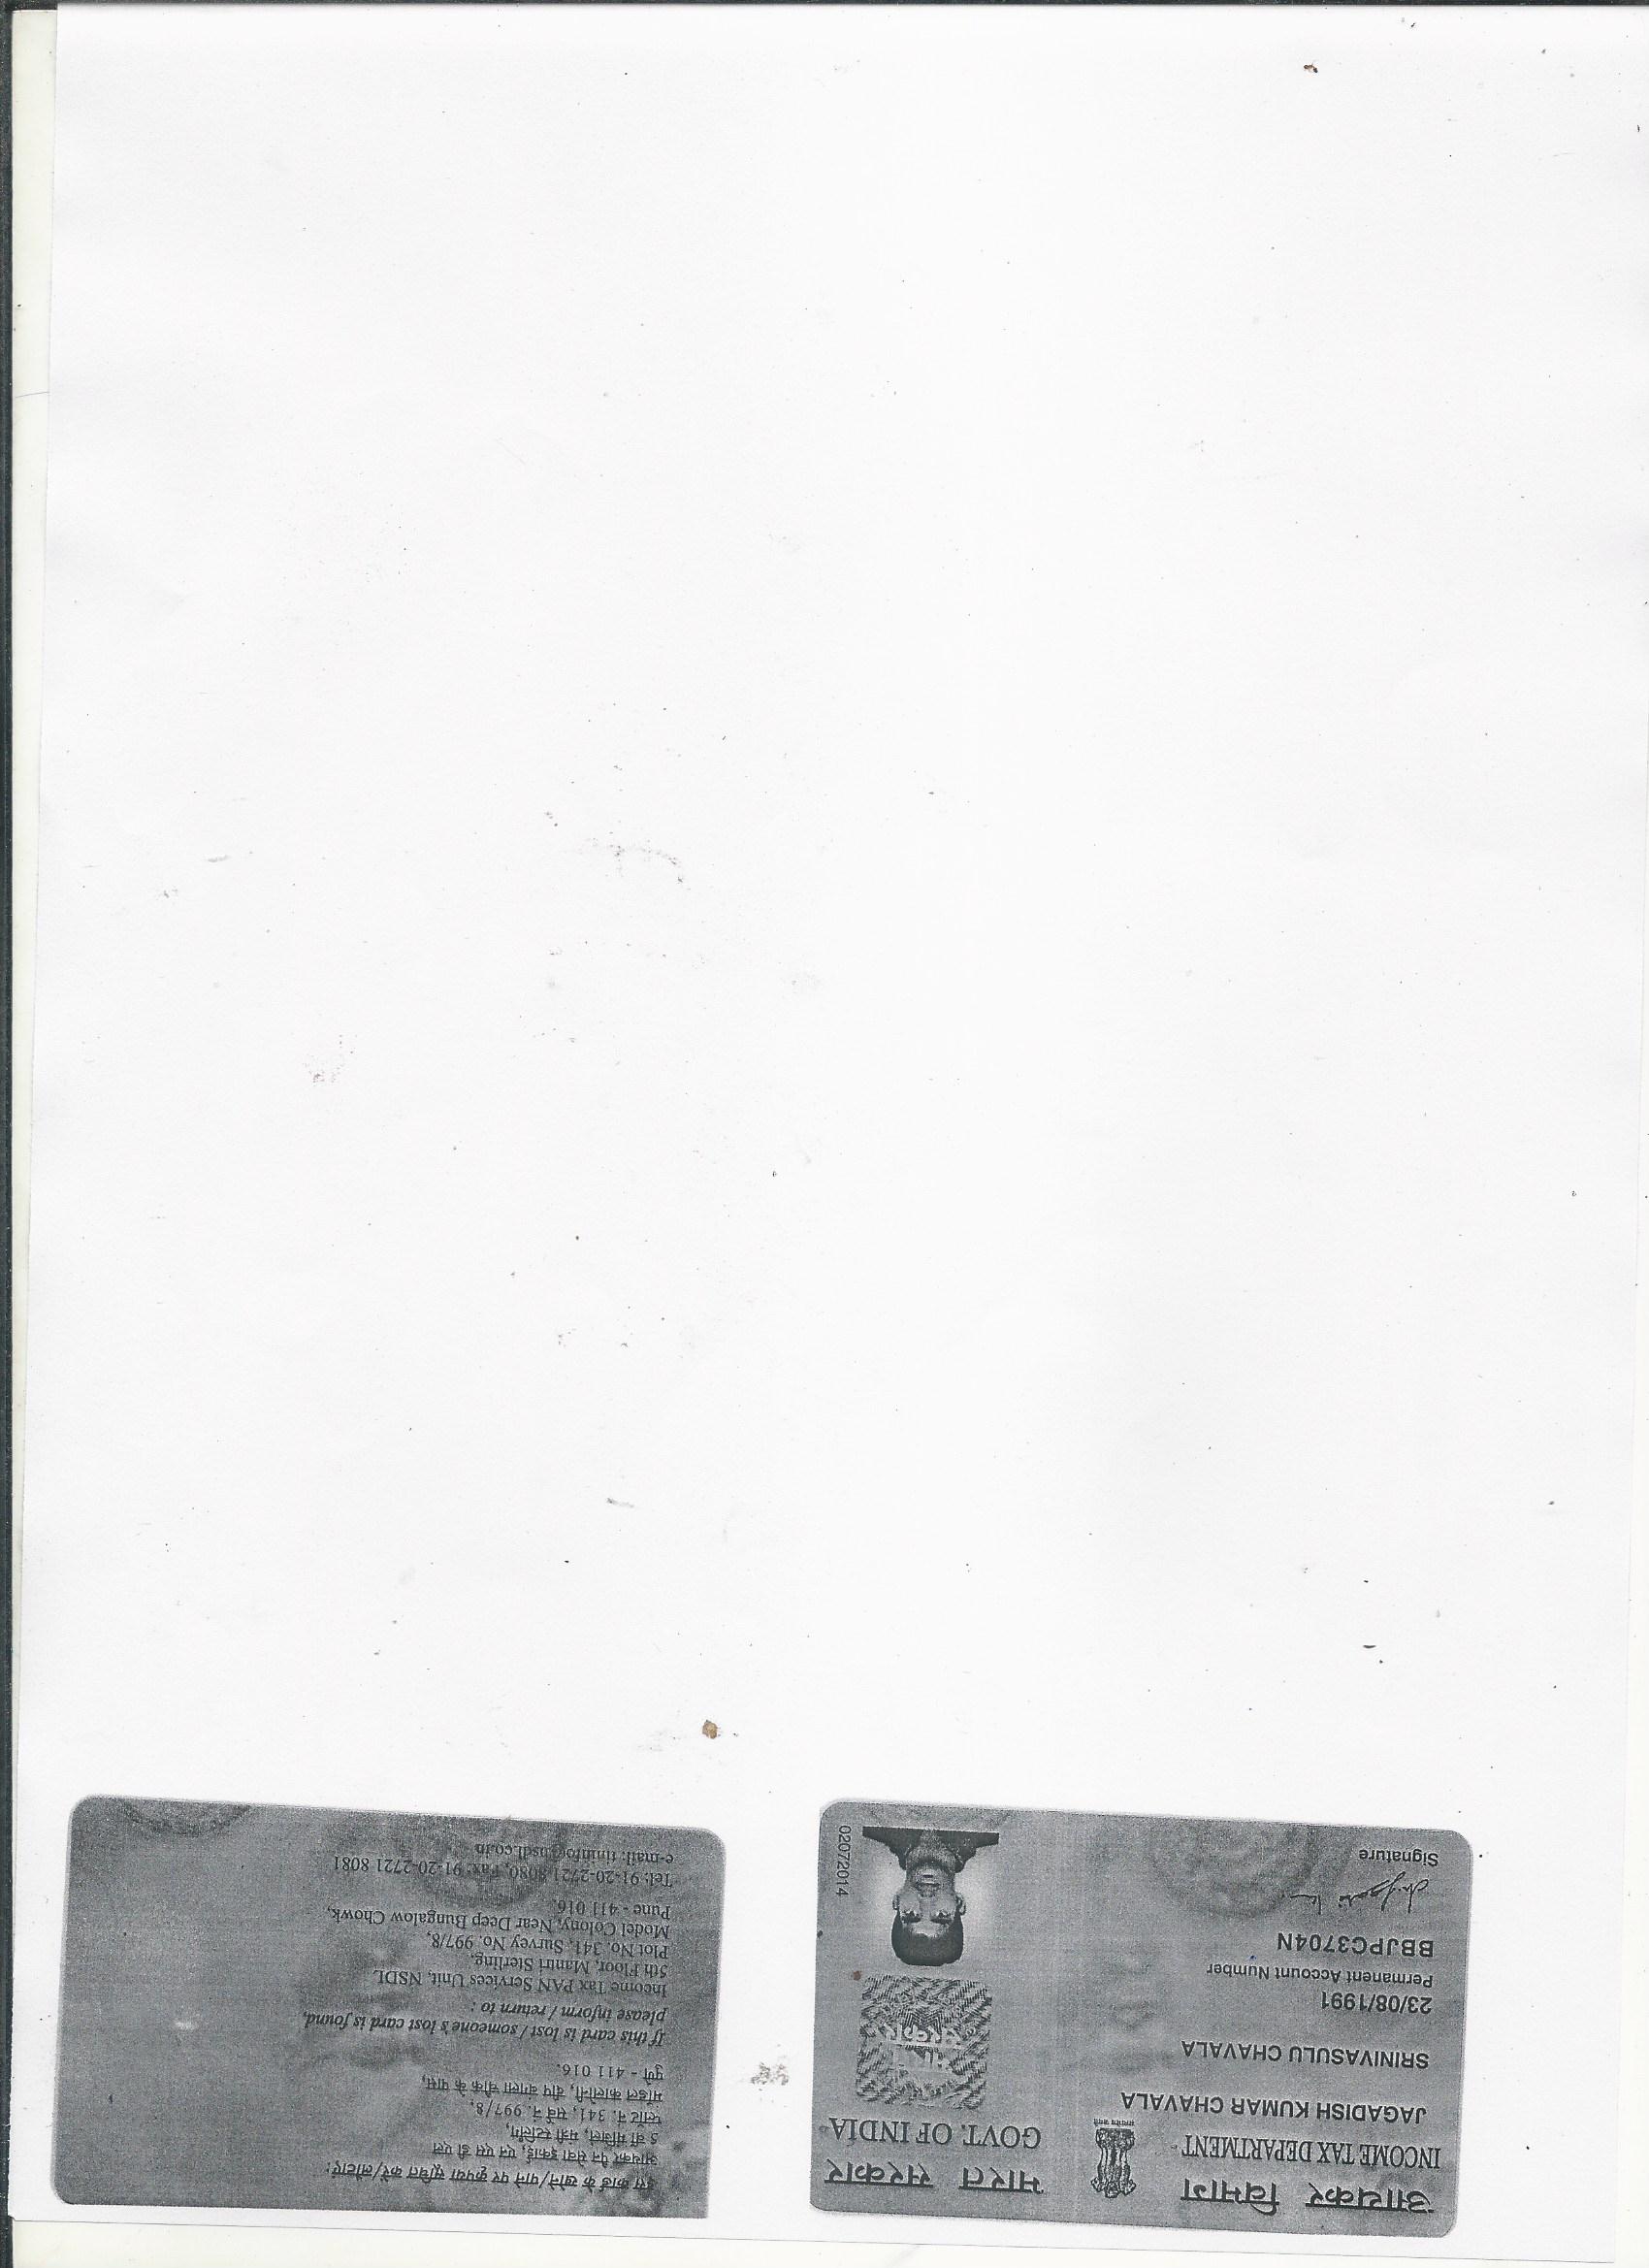 आयकर विभाग
INCOME TAX DEPARTMENT
भारत सरकार
GOVT. OF INDIA
JAGADISH KUMAR CHAVALA
SRINIVASULU CHAVALA
23/08/1991
Permanent Account Number
BBJPC3704N
Signature
02072014
इस कार्ड के खोने/पाने पर कृपया सूचित करें/लौटाएं :
आयकर पैन सेवा इकाई, एन एस डी एल
5 वीं मंजिल, मंत्री स्टर्लिंग,
प्लॉट नं. 341, सर्वे नं. 997/8,
मॉडल कालोनी, दीप बंगला चौक के पास,
पुणे - 411 016.
If this card is lost / someone's lost card is found,
please inform / return to :
Income Tax PAN Services Unit, NSDL
5th Floor, Mantri Sterling,
Plot No. 341, Survey No. 997/8,
Model Colony, Near Deep Bungalow Chowk,
Pune - 411 016.
Tel: 91-20-2721 8080, Fax: 91-20-2721 8081
e-mail: tininfo@nsdl.co.in